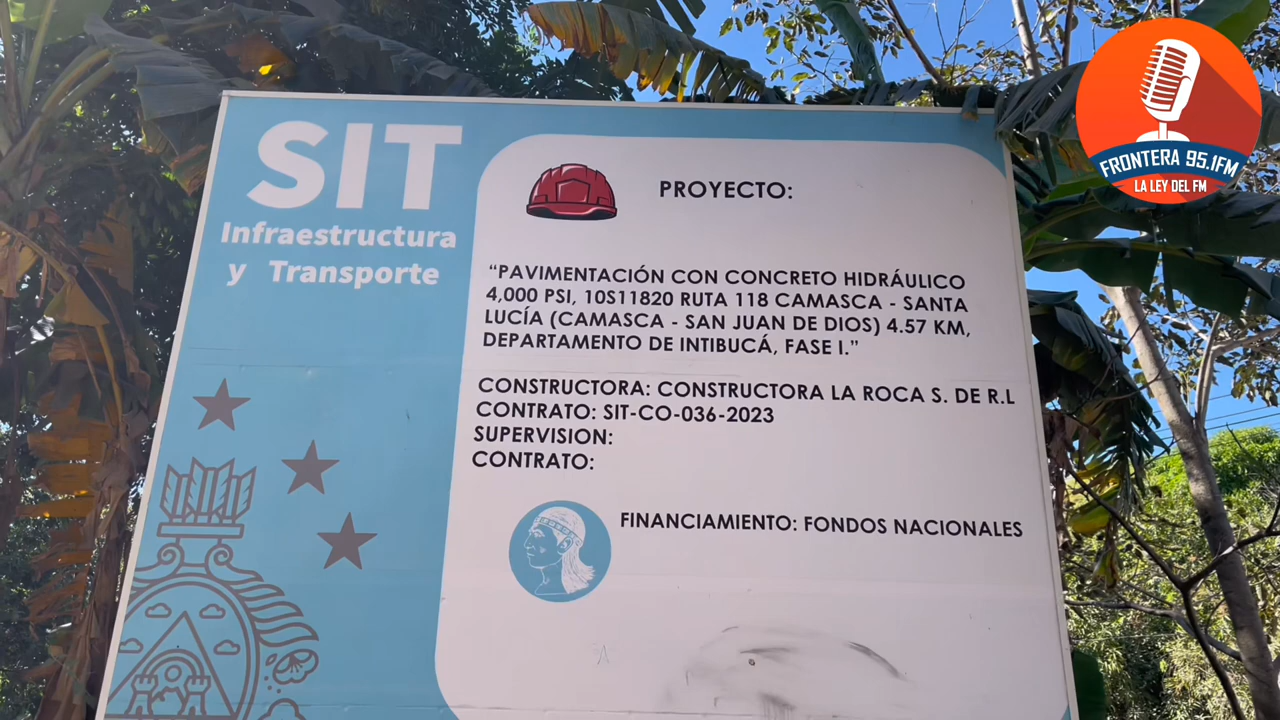 SIT
Infraestructura
y Transporte
PROYECTO:
“PAVIMENTACIÓN CON CONCRETO HIDRÁULICO
4,000 PSI, 10S11820 RUTA 118 CAMASCA - SANTA
LUCÍA (CAMASCA - SAN JUAN DE DIOS) 4.57 KM,
DEPARTAMENTO DE INTIBUCÁ, FASE I.”
CONSTRUCTORA: CONSTRUCTORA LA ROCA S. DE R.L
CONTRATO: SIT-CO-036-2023
SUPERVISION:
CONTRATO:
FINANCIAMIENTO: FONDOS NACIONALES
FRONTERA 95.1FM
LA LEY DEL FM